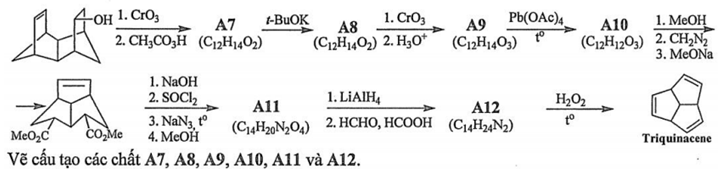 OH 1. CrO₃ A7 t-BuOK A8 1. CrO₃ A9 Pb(OAc)₄ A10 1. MeOH
2. CH₃CO₃H (C₁₂H₁₄O₂) (C₁₂H₁₄O₂) 2. H₃O⁺ (C₁₂H₁₄O₃) t° (C₁₂H₁₂O₃) 2. CH₂N₂
3. MeONa
1. NaOH
2. SOCl₂ A11 1. LiAlH₄ A12 H₂O₂
MeO₂C CO₂Me 3. NaN₃, t° (C₁₄H₂₀N₂O₄) 2. HCHO, HCOOH (C₁₄H₂₄N₂) t°
4. MeOH Triquinacene
Vẽ cấu tạo các chất A7, A8, A9, A10, A11 và A12.